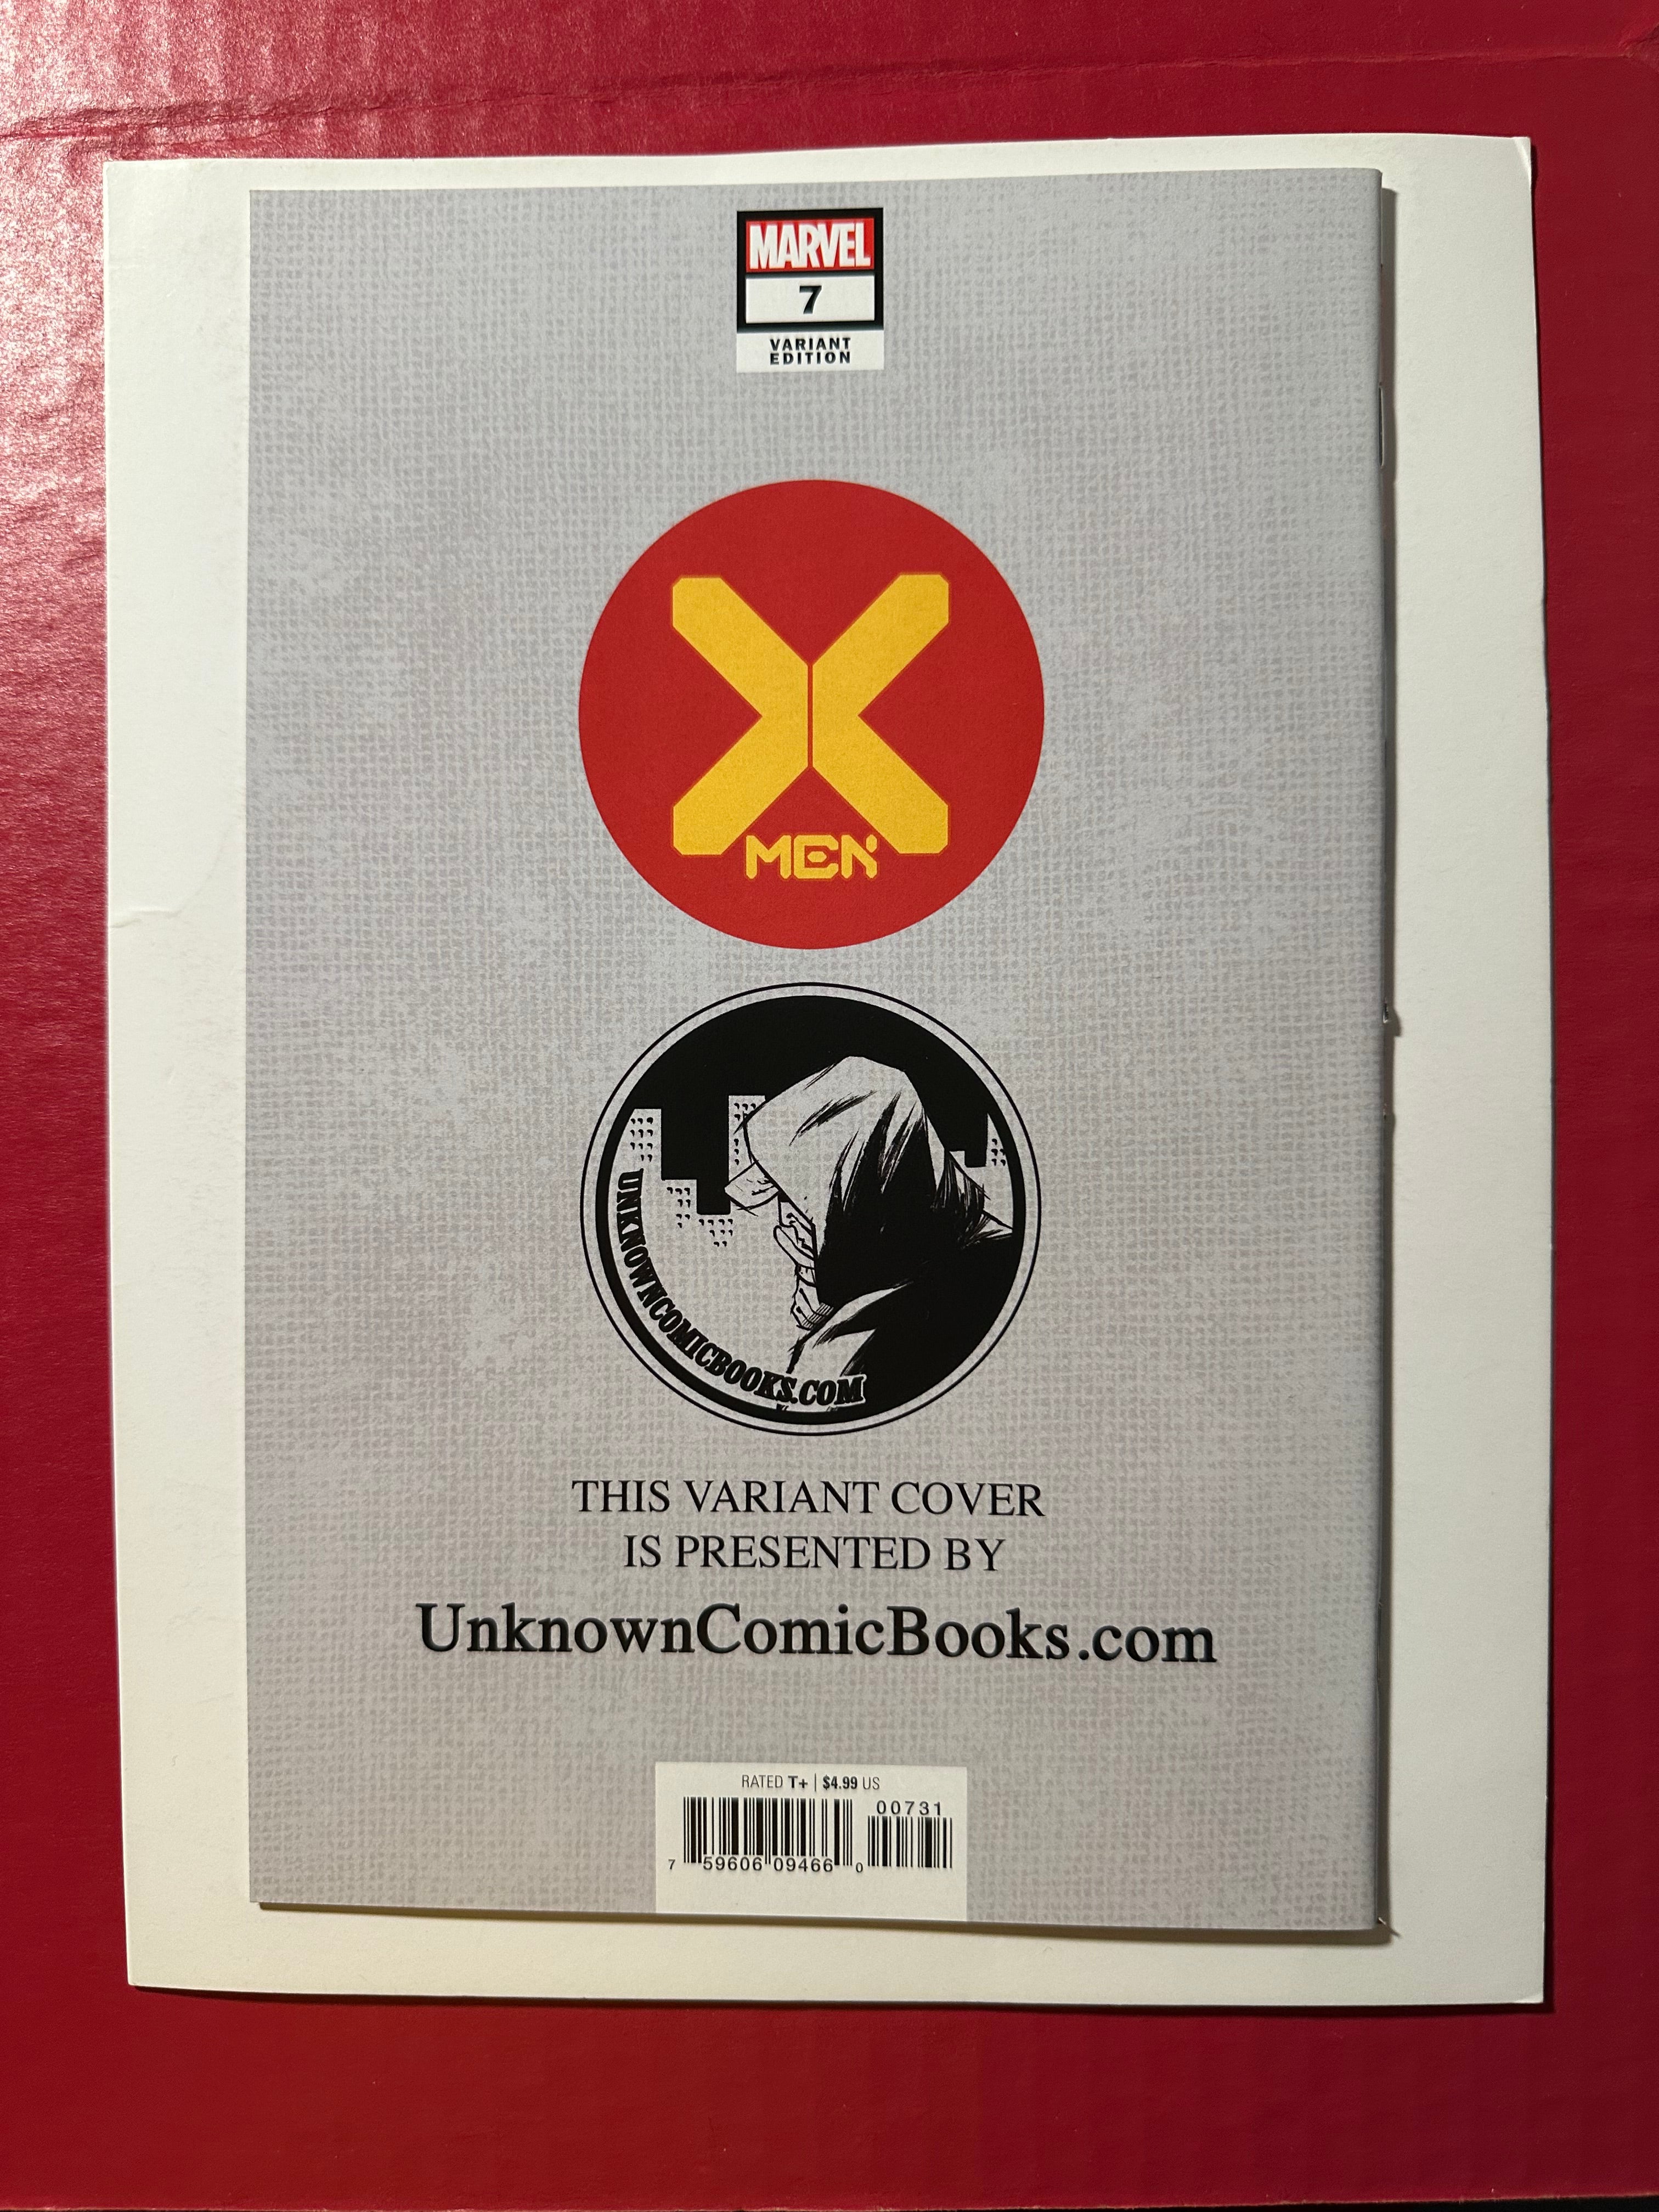 MARVEL
7
VARIANT
EDITION
X
MEN
UNKNOWNCOMICBOOKS.COM
THIS VARIANT COVER
IS PRESENTED BY
UnknownComicBooks.com
RATED T+ | $4.99 US
00731
7 59606 09466 0